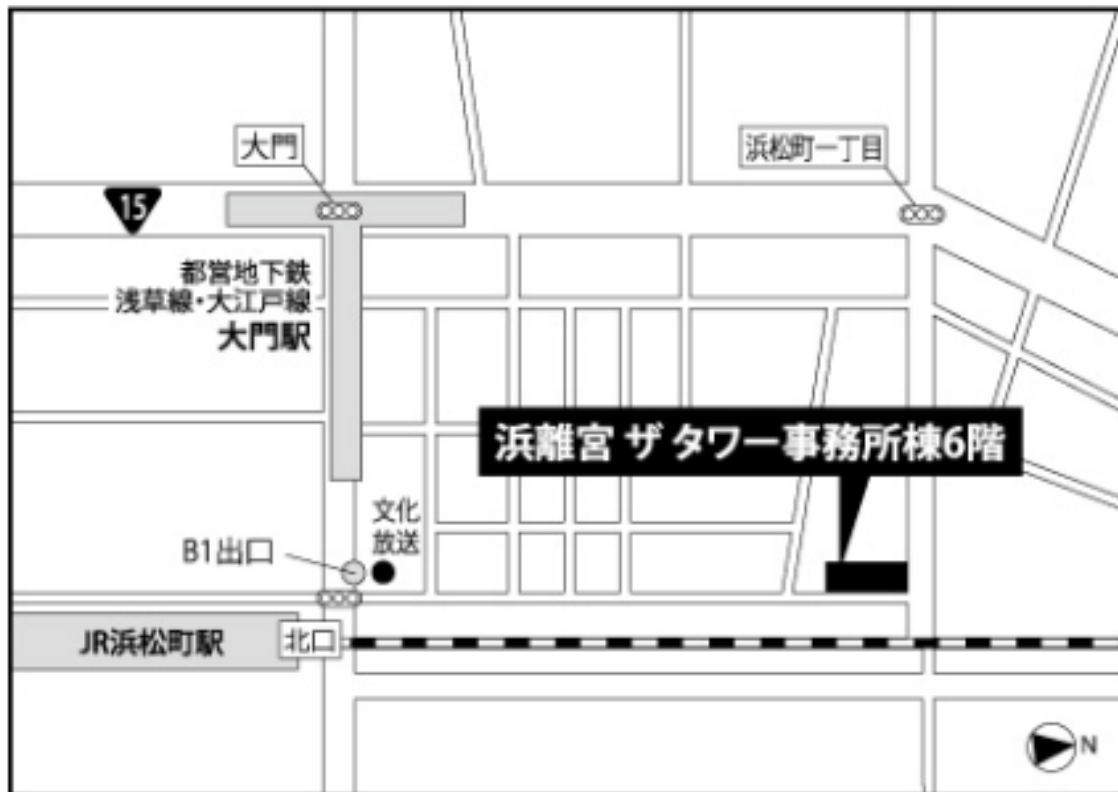 大門
浜松町一丁目
15
都営地下鉄
浅草線・大江戸線
大門駅
浜離宮 ザ タワー事務所棟6階
文化
放送
B1出口
JR浜松町駅
北口
N